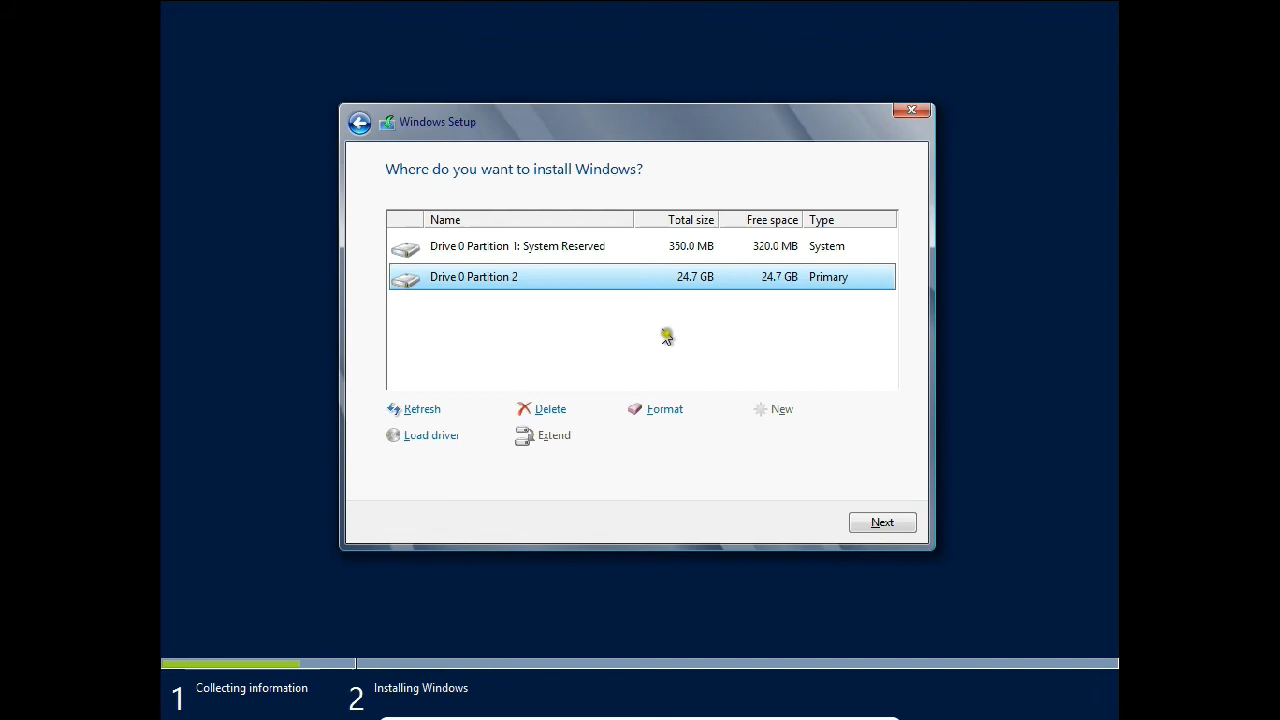 Windows Setup
Where do you want to install Windows?
Name Total size Free space Type
Drive 0 Partition 1: System Reserved 350.0 MB 320.0 MB System
Drive 0 Partition 2 24.7 GB 24.7 GB Primary
Refresh Delete Format New
Load driver Extend
Next
1 Collecting information 2 Installing Windows